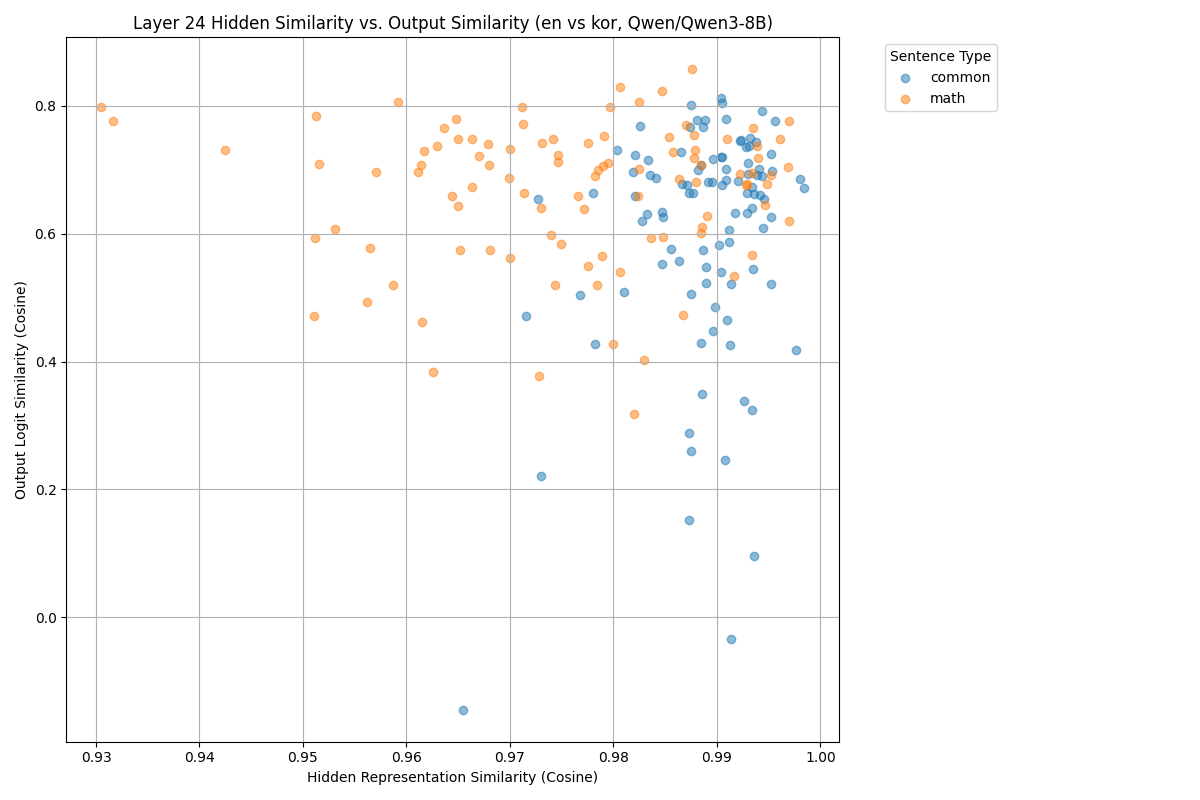 Layer 24 Hidden Similarity vs. Output Similarity (en vs kor, Qwen/Qwen3-8B)
Sentence Type
common
math
Output Logit Similarity (Cosine)
0.8
0.6
0.4
0.2
0.0
0.93 0.94 0.95 0.96 0.97 0.98 0.99 1.00
Hidden Representation Similarity (Cosine)